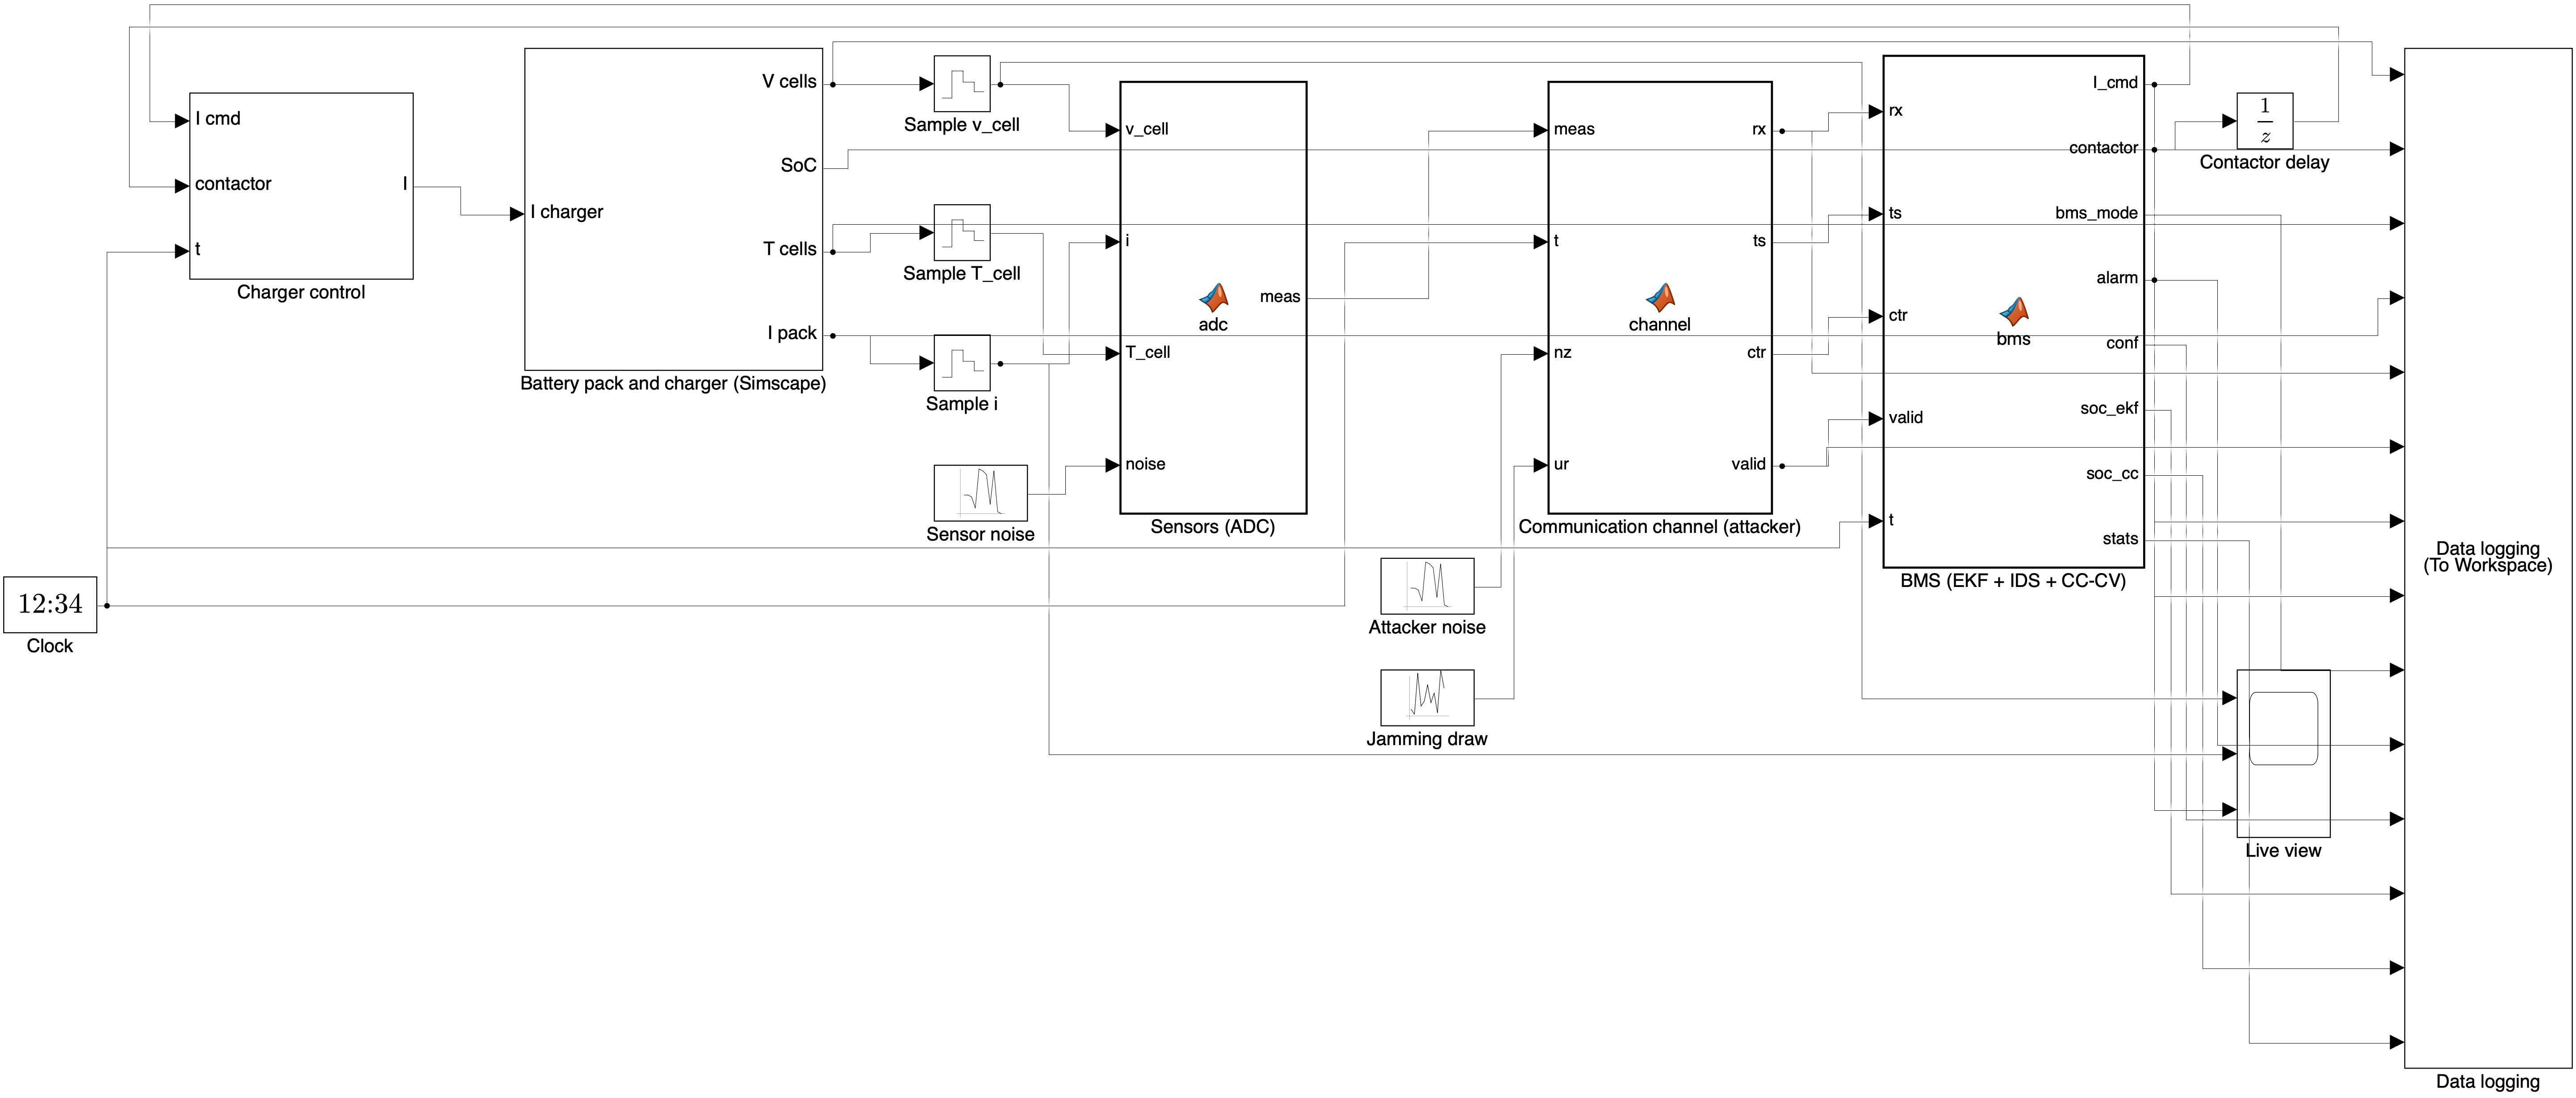 I cmd
contactor
t
I
Charger control
12:34
Clock
I charger
V cells
SoC
T cells
I pack
Battery pack and charger (Simscape)
Sample v_cell
Sample T_cell
Sample i
Sensor noise
v_cell
i
T_cell
noise
meas
adc
Sensors (ADC)
Attacker noise
Jamming draw
meas
t
nz
ur
channel
rx
ts
ctr
valid
Communication channel (attacker)
rx
ts
ctr
valid
t
bms
I_cmd
contactor
bms_mode
alarm
conf
soc_ekf
soc_cc
stats
BMS (EKF + IDS + CC-CV)
1
z
Contactor delay
Live view
Data logging
(To Workspace)
Data logging